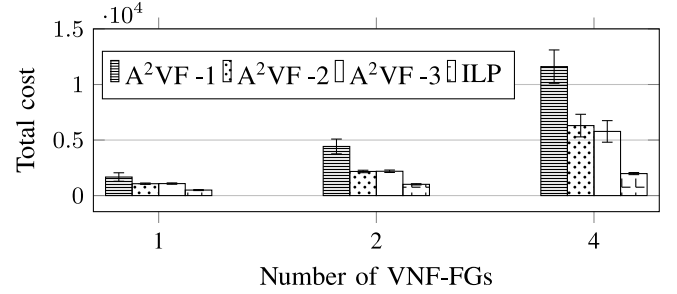 ·10⁴
1.5
1
0.5
0
Total cost
A²VF -1 A²VF -2 A²VF -3 ILP
1 2 4
Number of VNF-FGs